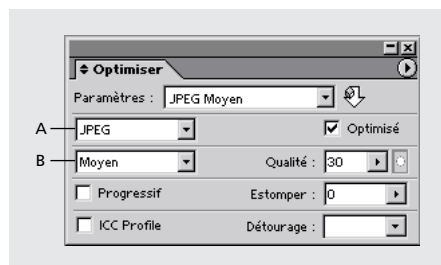 Optimiser
Paramètres : JPEG Moyen
A JPEG Optimisé
B Moyen Qualité : 30
Progressif Estomper : 0
ICC Profile Détourage :